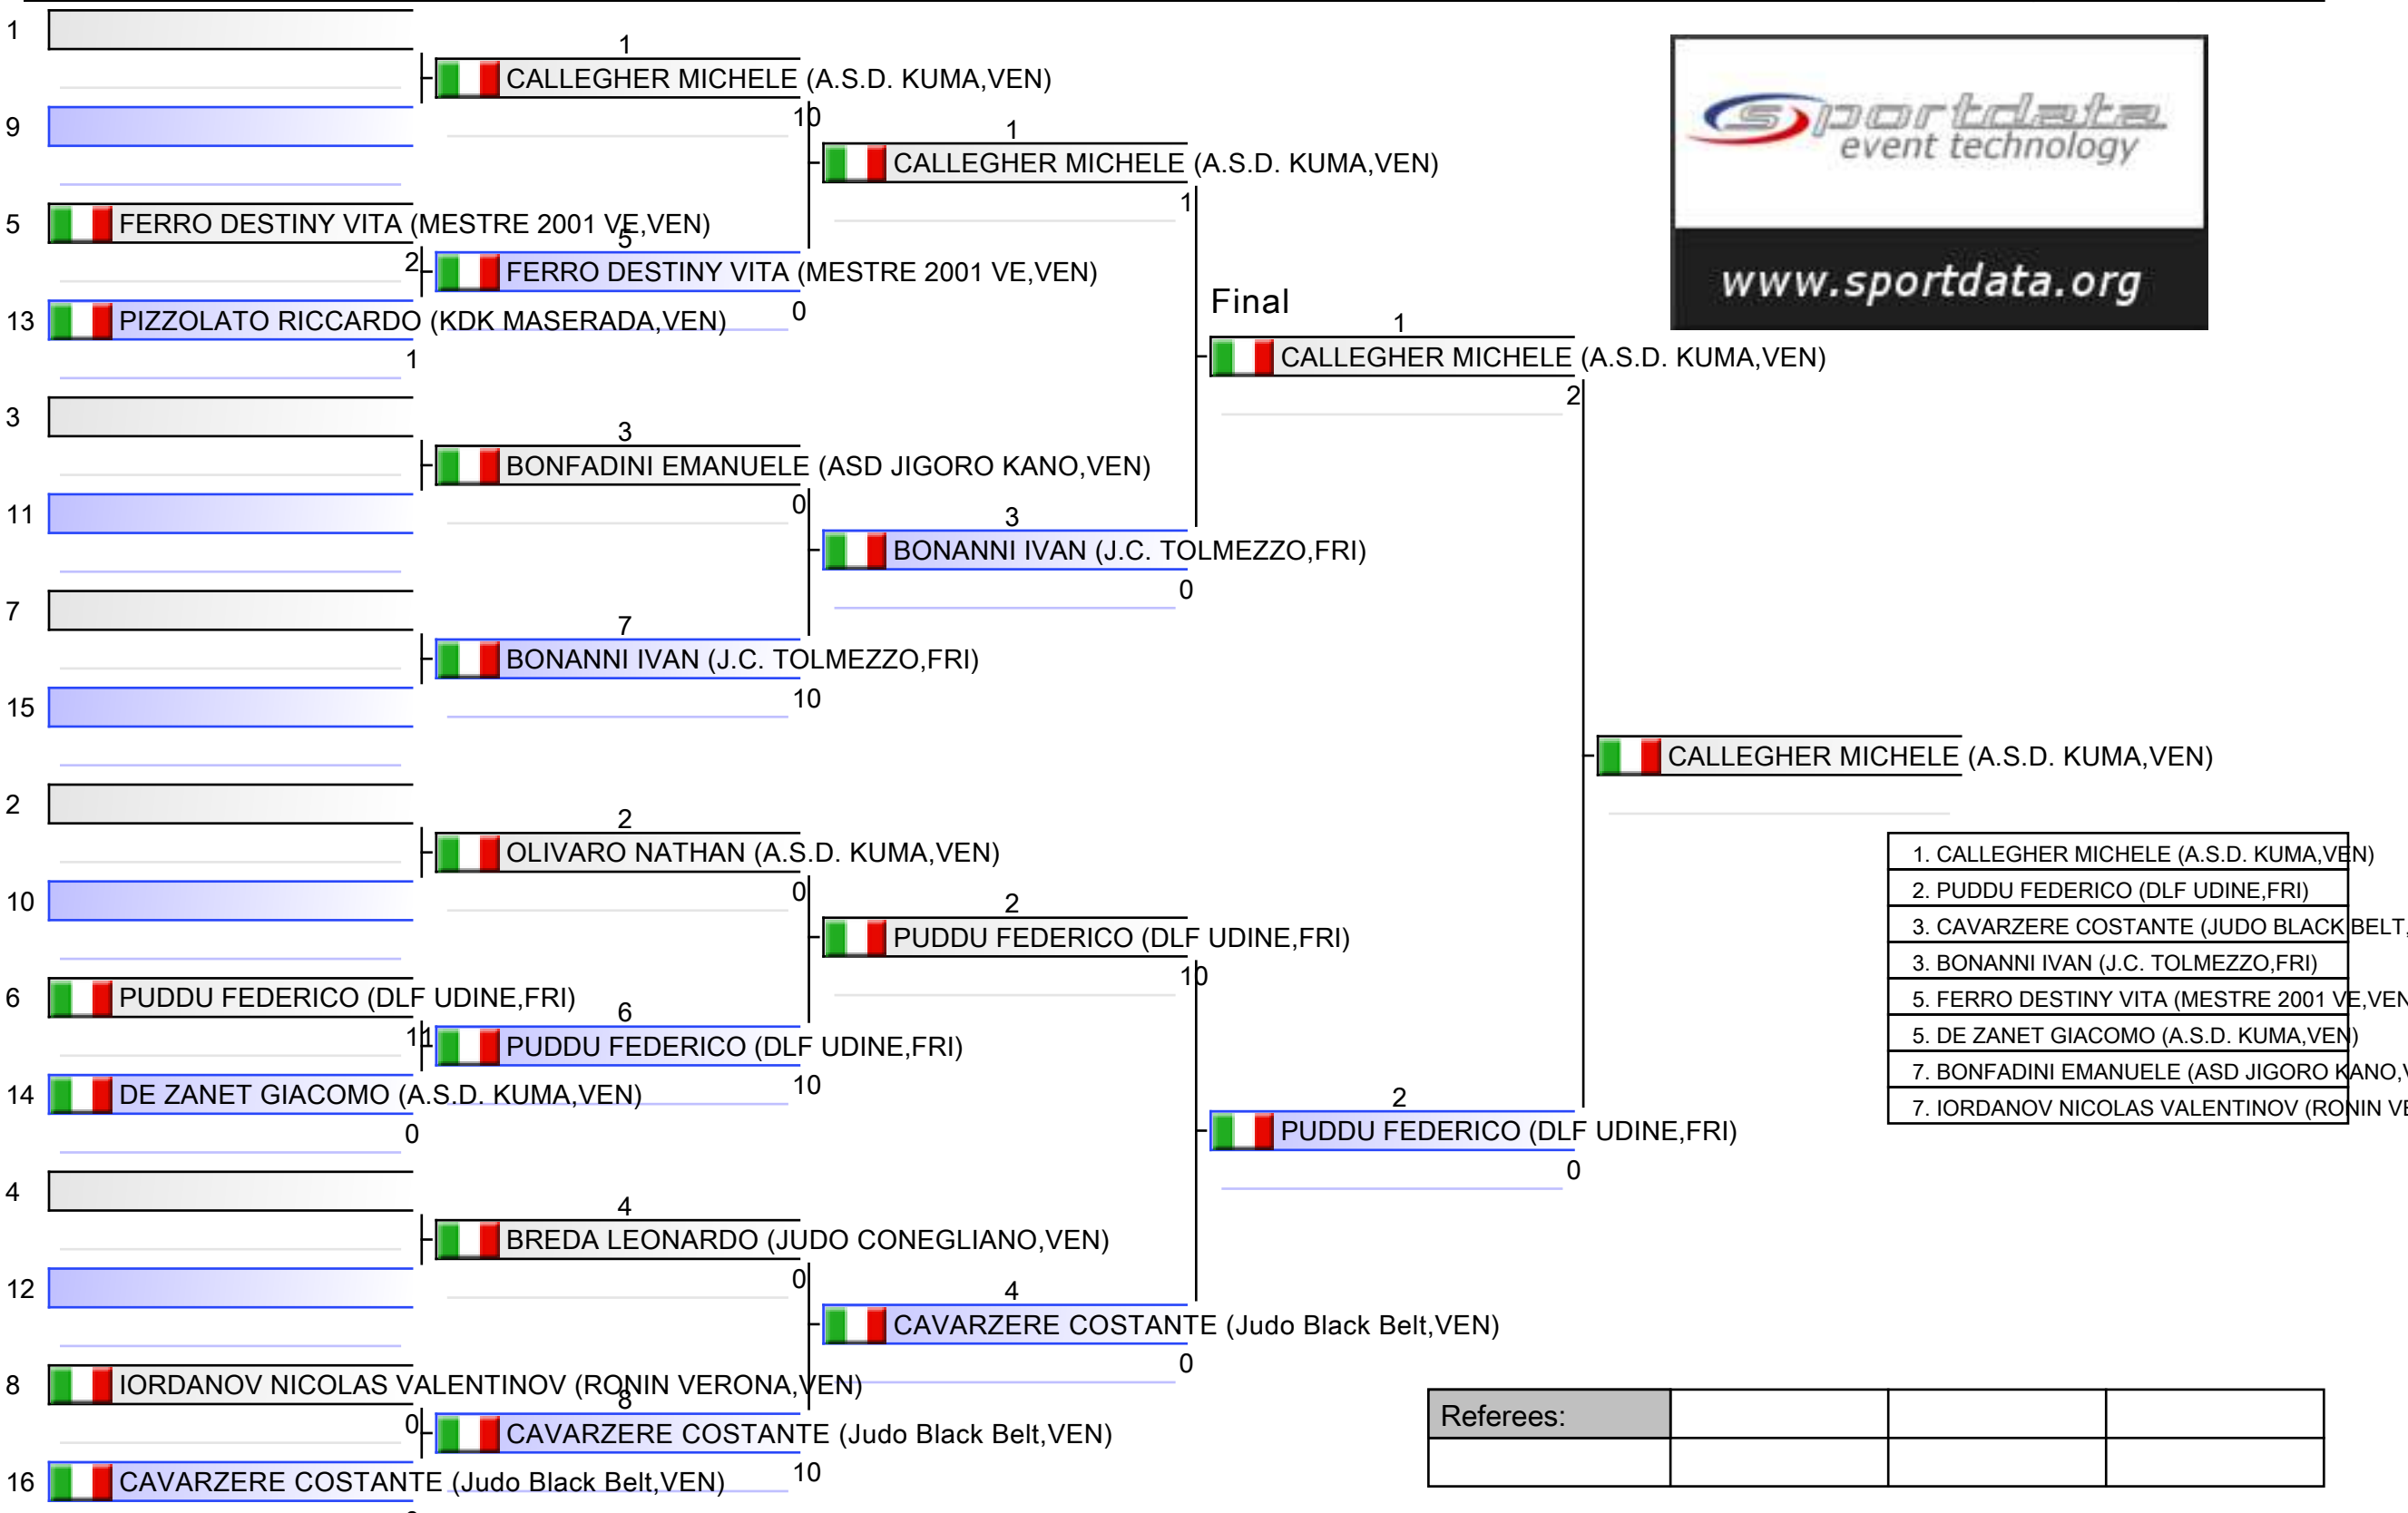 1
1
CALLEGHER MICHELE (A.S.D. KUMA,VEN)
10
9
1
CALLEGHER MICHELE (A.S.D. KUMA,VEN)
1
5
FERRO DESTINY VITA (MESTRE 2001 VE,VEN)
2
5
FERRO DESTINY VITA (MESTRE 2001 VE,VEN)
0
13
PIZZOLATO RICCARDO (KDK MASERADA,VEN)
1
sportdata
event technology
www.sportdata.org
Final
1
CALLEGHER MICHELE (A.S.D. KUMA,VEN)
2
3
3
BONFADINI EMANUELE (ASD JIGORO KANO,VEN)
0
11
3
BONANNI IVAN (J.C. TOLMEZZO,FRI)
0
7
7
BONANNI IVAN (J.C. TOLMEZZO,FRI)
10
15
CALLEGHER MICHELE (A.S.D. KUMA,VEN)
2
2
OLIVARO NATHAN (A.S.D. KUMA,VEN)
0
10
2
PUDDU FEDERICO (DLF UDINE,FRI)
10
6
PUDDU FEDERICO (DLF UDINE,FRI)
11
6
PUDDU FEDERICO (DLF UDINE,FRI)
10
14
DE ZANET GIACOMO (A.S.D. KUMA,VEN)
0
2
PUDDU FEDERICO (DLF UDINE,FRI)
0
1. CALLEGHER MICHELE (A.S.D. KUMA,VEN)
2. PUDDU FEDERICO (DLF UDINE,FRI)
3. CAVARZERE COSTANTE (JUDO BLACK BELT,
3. BONANNI IVAN (J.C. TOLMEZZO,FRI)
5. FERRO DESTINY VITA (MESTRE 2001 VE,VEN
5. DE ZANET GIACOMO (A.S.D. KUMA,VEN)
7. BONFADINI EMANUELE (ASD JIGORO KANO,V
7. IORDANOV NICOLAS VALENTINOV (RONIN VE
4
4
BREDA LEONARDO (JUDO CONEGLIANO,VEN)
0
12
4
CAVARZERE COSTANTE (Judo Black Belt,VEN)
0
8
IORDANOV NICOLAS VALENTINOV (RONIN VERONA,VEN)
0
8
CAVARZERE COSTANTE (Judo Black Belt,VEN)
10
16
CAVARZERE COSTANTE (Judo Black Belt,VEN)
Referees: